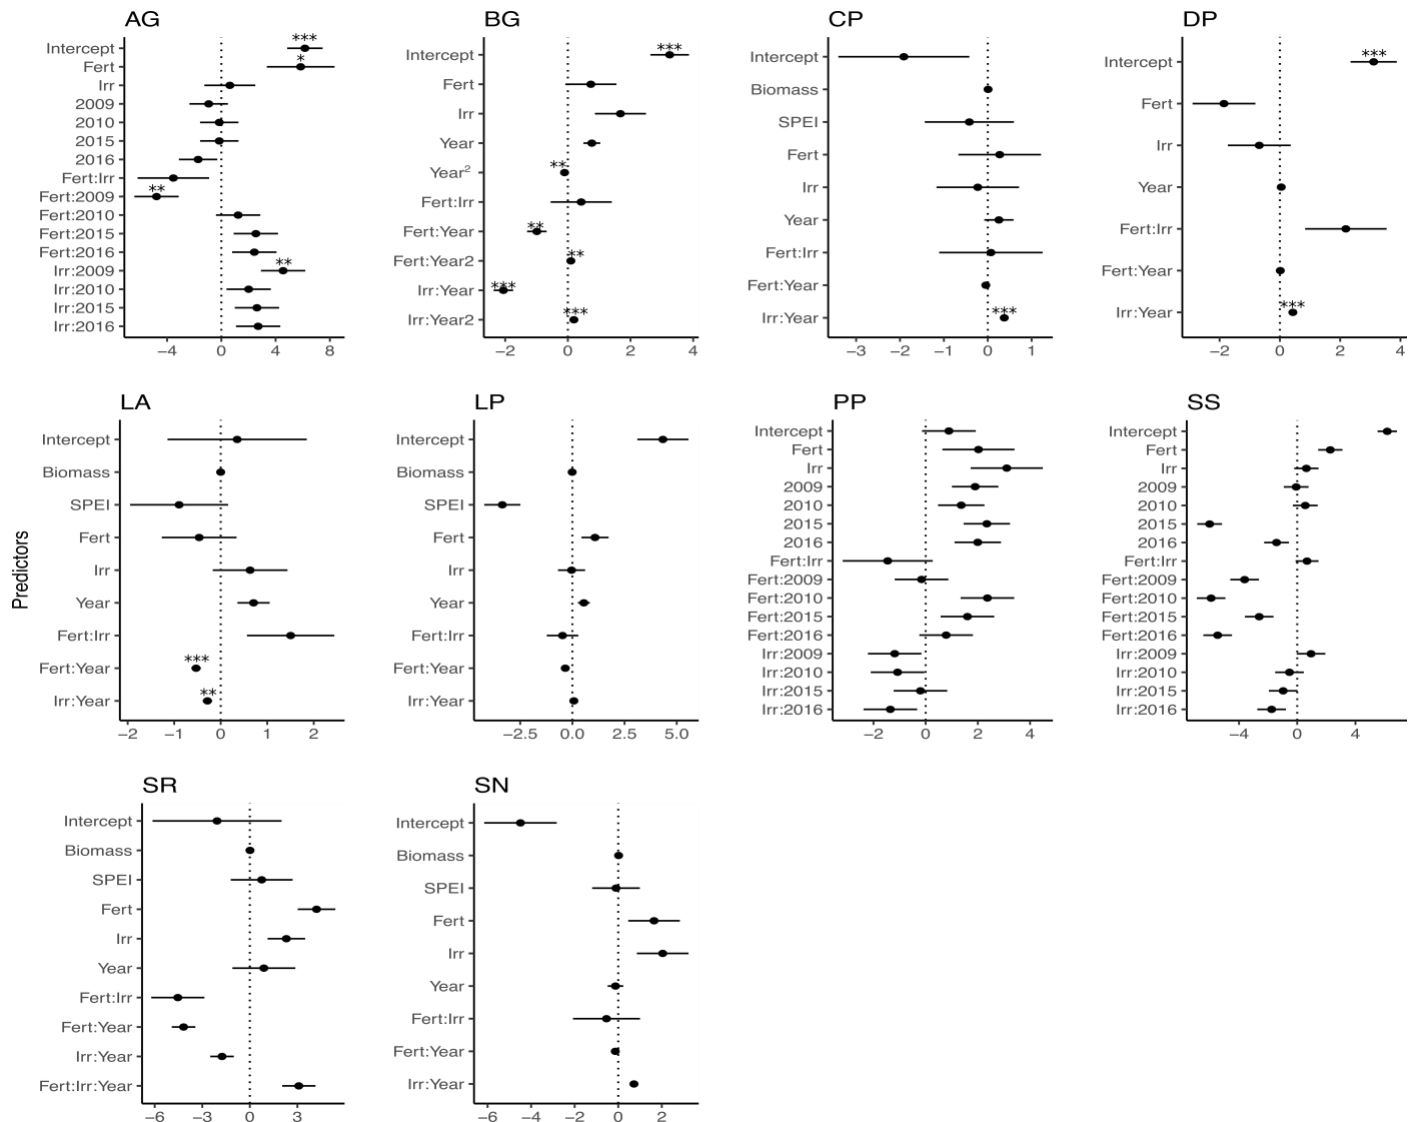 AG
Intercept
Fert
Irr
2009
2010
2015
2016
Fert:Irr
Fert:2009
Fert:2010
Fert:2015
Fert:2016
Irr:2009
Irr:2010
Irr:2015
Irr:2016
***
*
**
**
−4 0 4 8
BG
Intercept
Fert
Irr
Year
Year²
Fert:Irr
Fert:Year
Fert:Year2
Irr:Year
Irr:Year2
***
**
**
**
***
***
−2 0 2 4
CP
Intercept
Biomass
SPEI
Fert
Irr
Year
Fert:Irr
Fert:Year
Irr:Year
***
−3 −2 −1 0 1
DP
Intercept
Fert
Irr
Year
Fert:Irr
Fert:Year
Irr:Year
***
***
−2 0 2 4
Predictors
LA
Intercept
Biomass
SPEI
Fert
Irr
Year
Fert:Irr
Fert:Year
Irr:Year
***
**
−2 −1 0 1 2
LP
Intercept
Biomass
SPEI
Fert
Irr
Year
Fert:Irr
Fert:Year
Irr:Year
−2.5 0.0 2.5 5.0
PP
Intercept
Fert
Irr
2009
2010
2015
2016
Fert:Irr
Fert:2009
Fert:2010
Fert:2015
Fert:2016
Irr:2009
Irr:2010
Irr:2015
Irr:2016
−2 0 2 4
SS
Intercept
Fert
Irr
2009
2010
2015
2016
Fert:Irr
Fert:2009
Fert:2010
Fert:2015
Fert:2016
Irr:2009
Irr:2010
Irr:2015
Irr:2016
−4 0 4
SR
Intercept
Biomass
SPEI
Fert
Irr
Year
Fert:Irr
Fert:Year
Irr:Year
Fert:Irr:Year
−6 −3 0 3
SN
Intercept
Biomass
SPEI
Fert
Irr
Year
Fert:Irr
Fert:Year
Irr:Year
−6 −4 −2 0 2